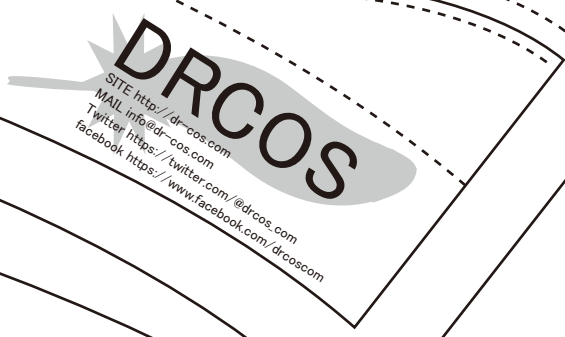 DRCOS
SITE http://dr-cos.com
MAIL info@dr-cos.com
Twitter https://twitter.com/@drcos_com
facebook https://www.facebook.com/drcoscom